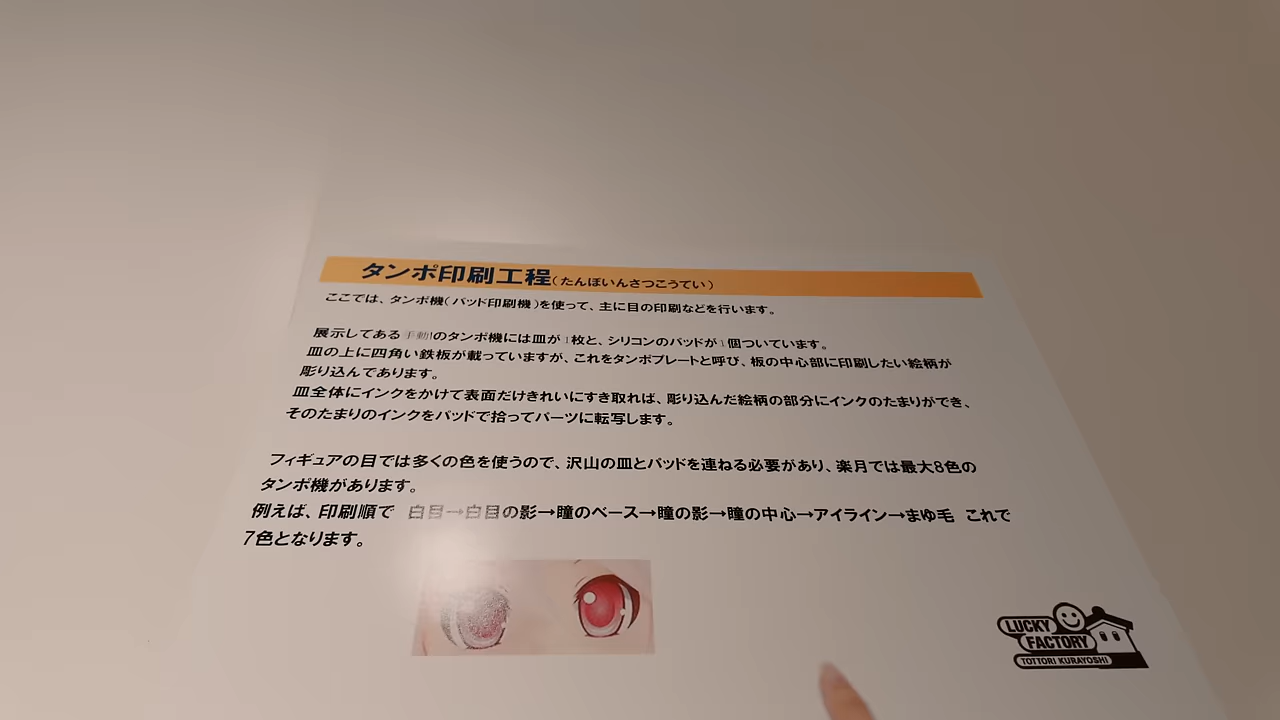 タンポ印刷工程(たんぽいんさつこうてい)
ここでは、タンポ機(パッド印刷機)を使って、主に目の印刷などを行います。
展示してある手動のタンポ機には皿が1枚と、シリコンのパッドが1個ついています。
皿の上に四角い鉄板が載っていますが、これをタンポプレートと呼び、板の中心部に印刷したい絵柄が
彫り込んであります。
皿全体にインクをかけて表面だけきれいにすき取れば、彫り込んだ絵柄の部分にインクのたまりができ、
そのたまりのインクをパッドで拾ってパーツに転写します。
フィギュアの目では多くの色を使うので、沢山の皿とパッドを連ねる必要があり、楽月では最大8色の
タンポ機があります。
例えば、印刷順で 白目→白目の影→瞳のベース→瞳の影→瞳の中心→アイライン→まゆ毛 これで
7色となります。
LUCKY
FACTORY
TOTTORI KURAYOSHI